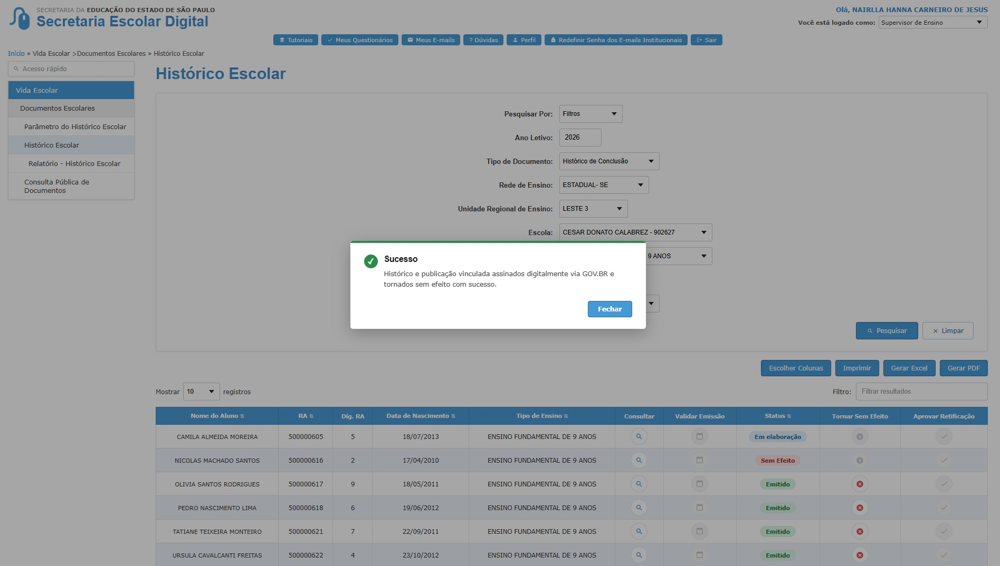 SECRETARIA DA EDUCAÇÃO DO ESTADO DE SÃO PAULO
Secretaria Escolar Digital
Olá, NAIRLLA HANNA CARNEIRO DE JESUS
Você está logado como: Supervisor de Ensino
Tutoriais Meus Questionários Meus E-mails ? Dúvidas Perfil Redefinir Senha dos E-mails Institucionais Sair
Início » Vida Escolar >Documentos Escolares » Histórico Escolar
Acesso rápido
Vida Escolar
Documentos Escolares
Parâmetro do Histórico Escolar
Histórico Escolar
Relatório - Histórico Escolar
Consulta Pública de
Documentos
Histórico Escolar
Pesquisar Por: Filtros
Ano Letivo: 2026
Tipo de Documento: Histórico de Conclusão
Rede de Ensino: ESTADUAL- SE
Unidade Regional de Ensino: LESTE 3
Escola: CESAR DONATO CALABREZ - 902627
9 ANOS
Sucesso
Histórico e publicação vinculada assinados digitalmente via GOV.BR e
tornados sem efeito com sucesso.
Fechar
Pesquisar Limpar
Escolher Colunas Imprimir Gerar Excel Gerar PDF
Mostrar 10 registros
Filtro: Filtrar resultados
Nome do Aluno RA Díg. RA Data de Nascimento Tipo de Ensino Consultar Validar Emissão Status Tornar Sem Efeito Aprovar Retificação
CAMILA ALMEIDA MOREIRA 500000605 5 18/07/2013 ENSINO FUNDAMENTAL DE 9 ANOS Em elaboração
NICOLAS MACHADO SANTOS 500000616 2 17/04/2010 ENSINO FUNDAMENTAL DE 9 ANOS Sem Efeito
OLIVIA SANTOS RODRIGUES 500000617 9 18/05/2011 ENSINO FUNDAMENTAL DE 9 ANOS Emitido
PEDRO NASCIMENTO LIMA 500000618 6 19/06/2012 ENSINO FUNDAMENTAL DE 9 ANOS Emitido
TATIANE TEIXEIRA MONTEIRO 500000621 7 22/09/2011 ENSINO FUNDAMENTAL DE 9 ANOS Emitido
URSULA CAVALCANTI FREITAS 500000622 4 23/10/2012 ENSINO FUNDAMENTAL DE 9 ANOS Emitido